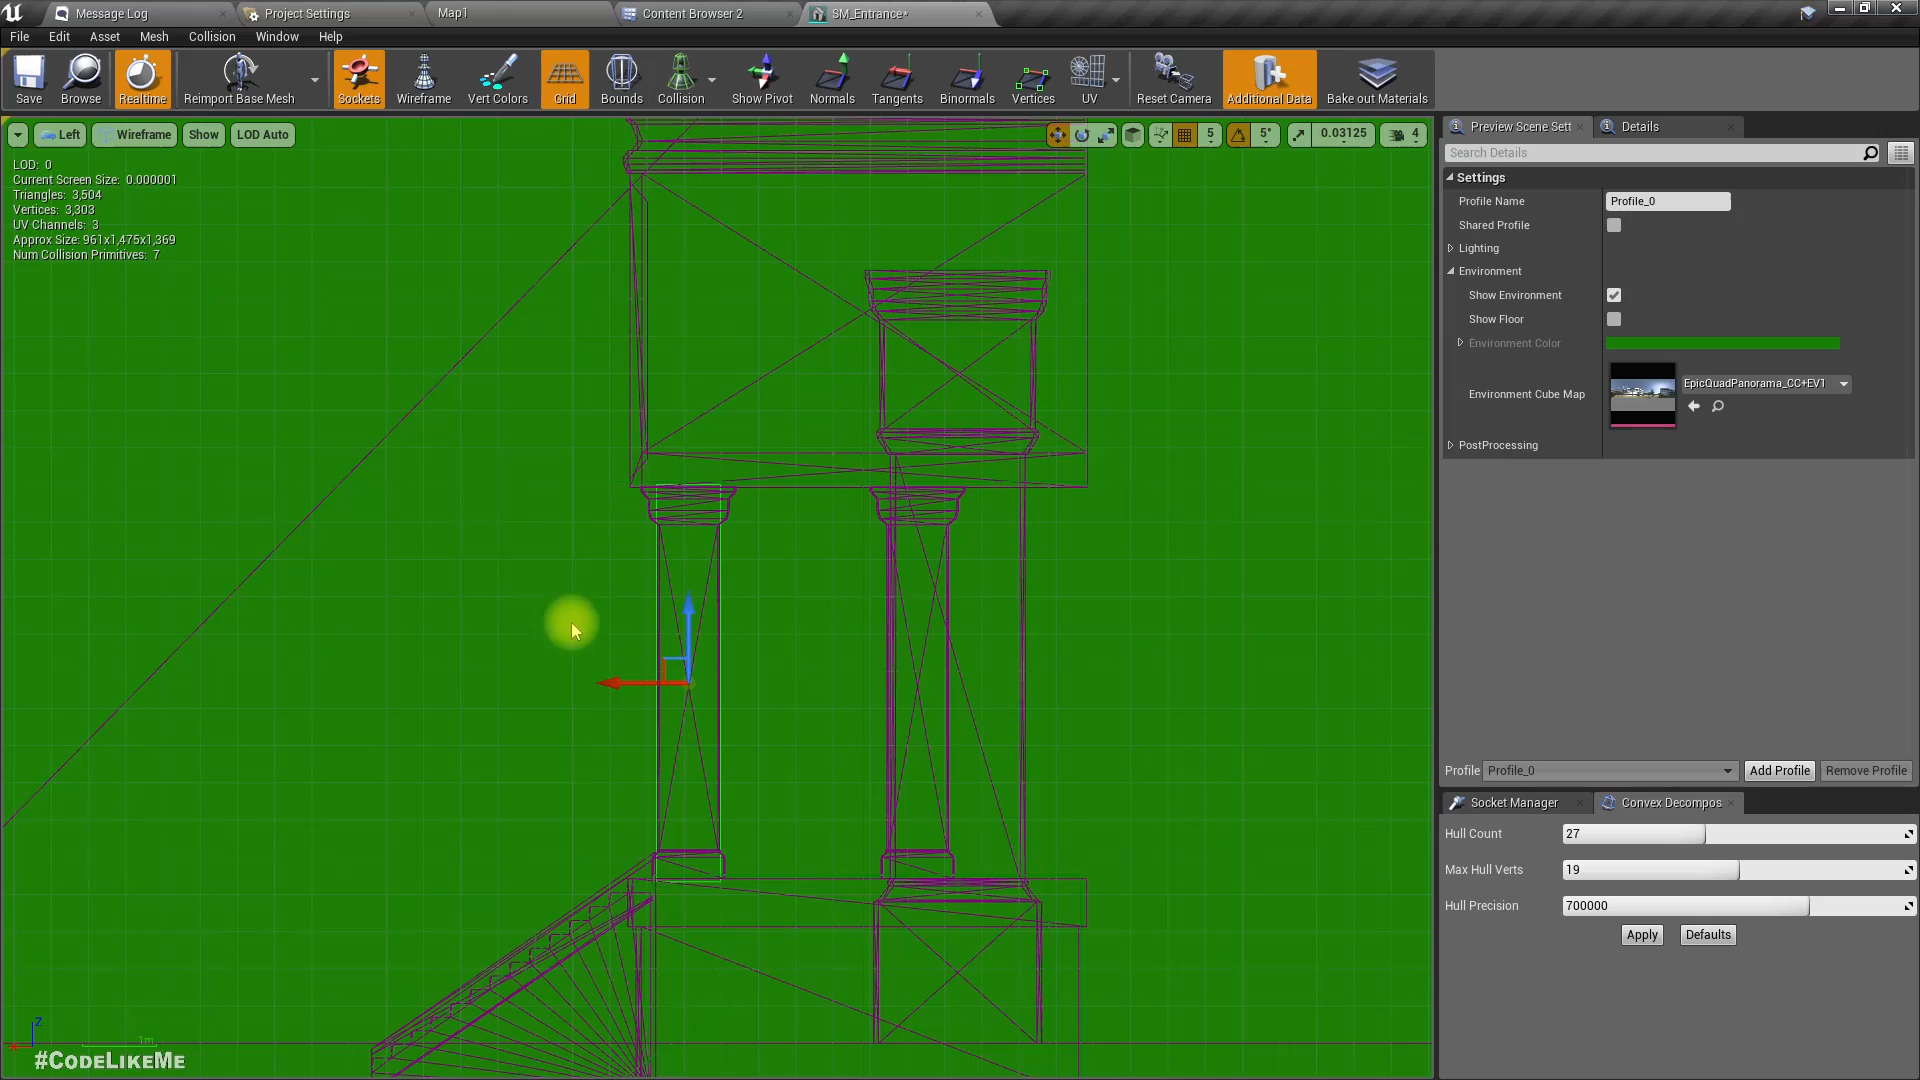 Message Log
Project Settings
Map1
Content Browser 2
SM_Entrance*
File Edit Asset Mesh Collision Window Help
Save
Browse
Realtime
Reimport Base Mesh
Sockets
Wireframe
Vert Colors
Grid
Bounds
Collision
Show Pivot
Normals
Tangents
Binormals
Vertices
UV
Reset Camera
Additional Data
Bake out Materials
Left
Wireframe
Show
LOD Auto
5
5°
0.03125
4
LOD: 0
Current Screen Size: 0.000001
Triangles: 3,504
Vertices: 3,303
UV Channels: 3
Approx Size: 961x1,475x1,369
Num Collision Primitives: 7
Z
1m
#CodeLikeMe
Preview Scene Sett
Details
Search Details
Settings
Profile Name Profile_0
Shared Profile
Lighting
Environment
Show Environment
Show Floor
Environment Color
Environment Cube Map EpicQuadPanorama_CC+EV1
PostProcessing
Profile Profile_0 Add Profile Remove Profile
Socket Manager
Convex Decompos
Hull Count 27
Max Hull Verts 19
Hull Precision 700000
Apply Defaults